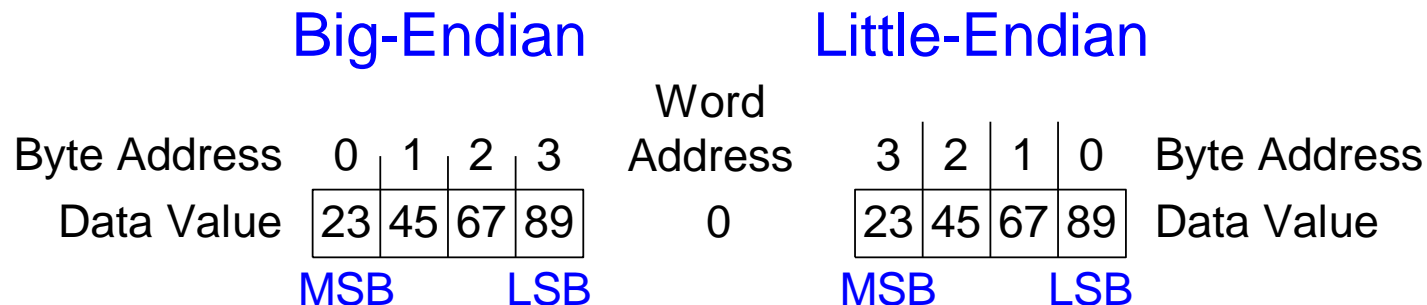 Big-Endian Little-Endian
Word
Byte Address 0 1 2 3 Address 3 2 1 0 Byte Address
Data Value 23 45 67 89 0 23 45 67 89 Data Value
MSB LSB MSB LSB